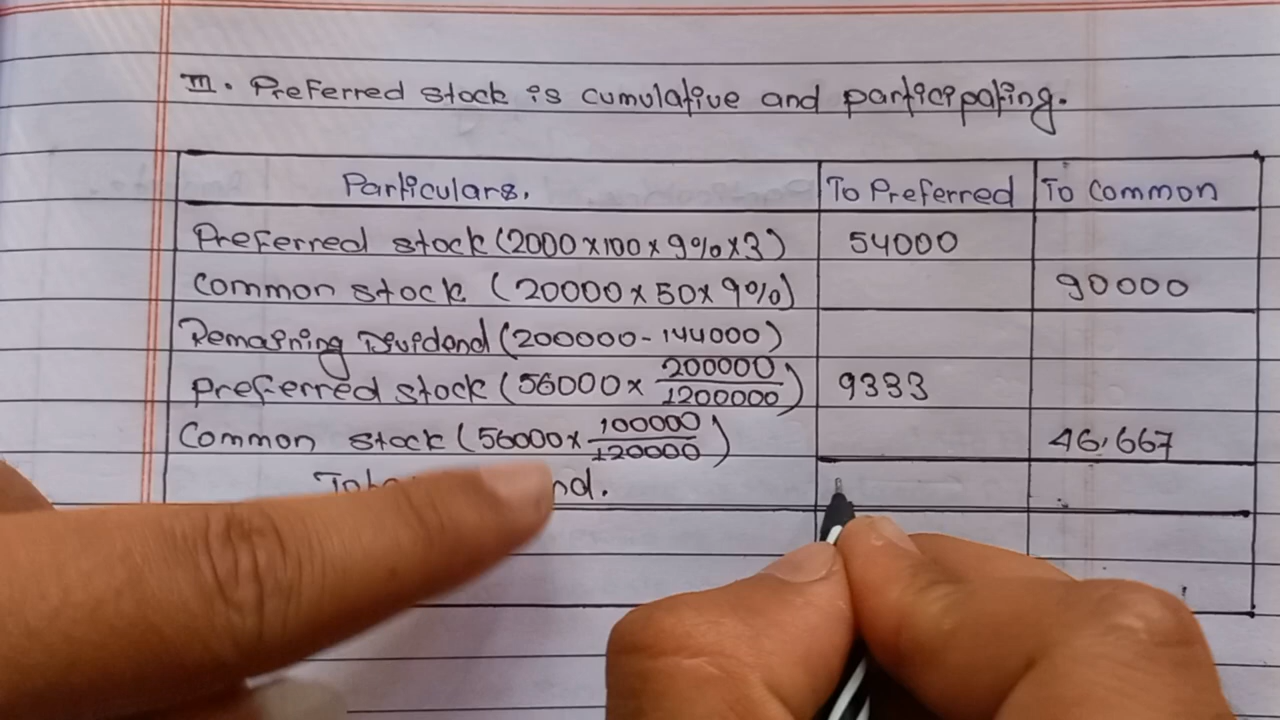 III. Preferred stock is cumulative and participating.
Particulars. To Preferred To Common
Preferred stock (2000 x 100 x 9% x 3) 54000
Common stock (20000 x 50 x 9%) 90000
Remaining Dividend (200000 - 144000)
Preferred stock (56000 x 200000/1200000) 9333
Common stock (56000 x 100000/120000) 46,667